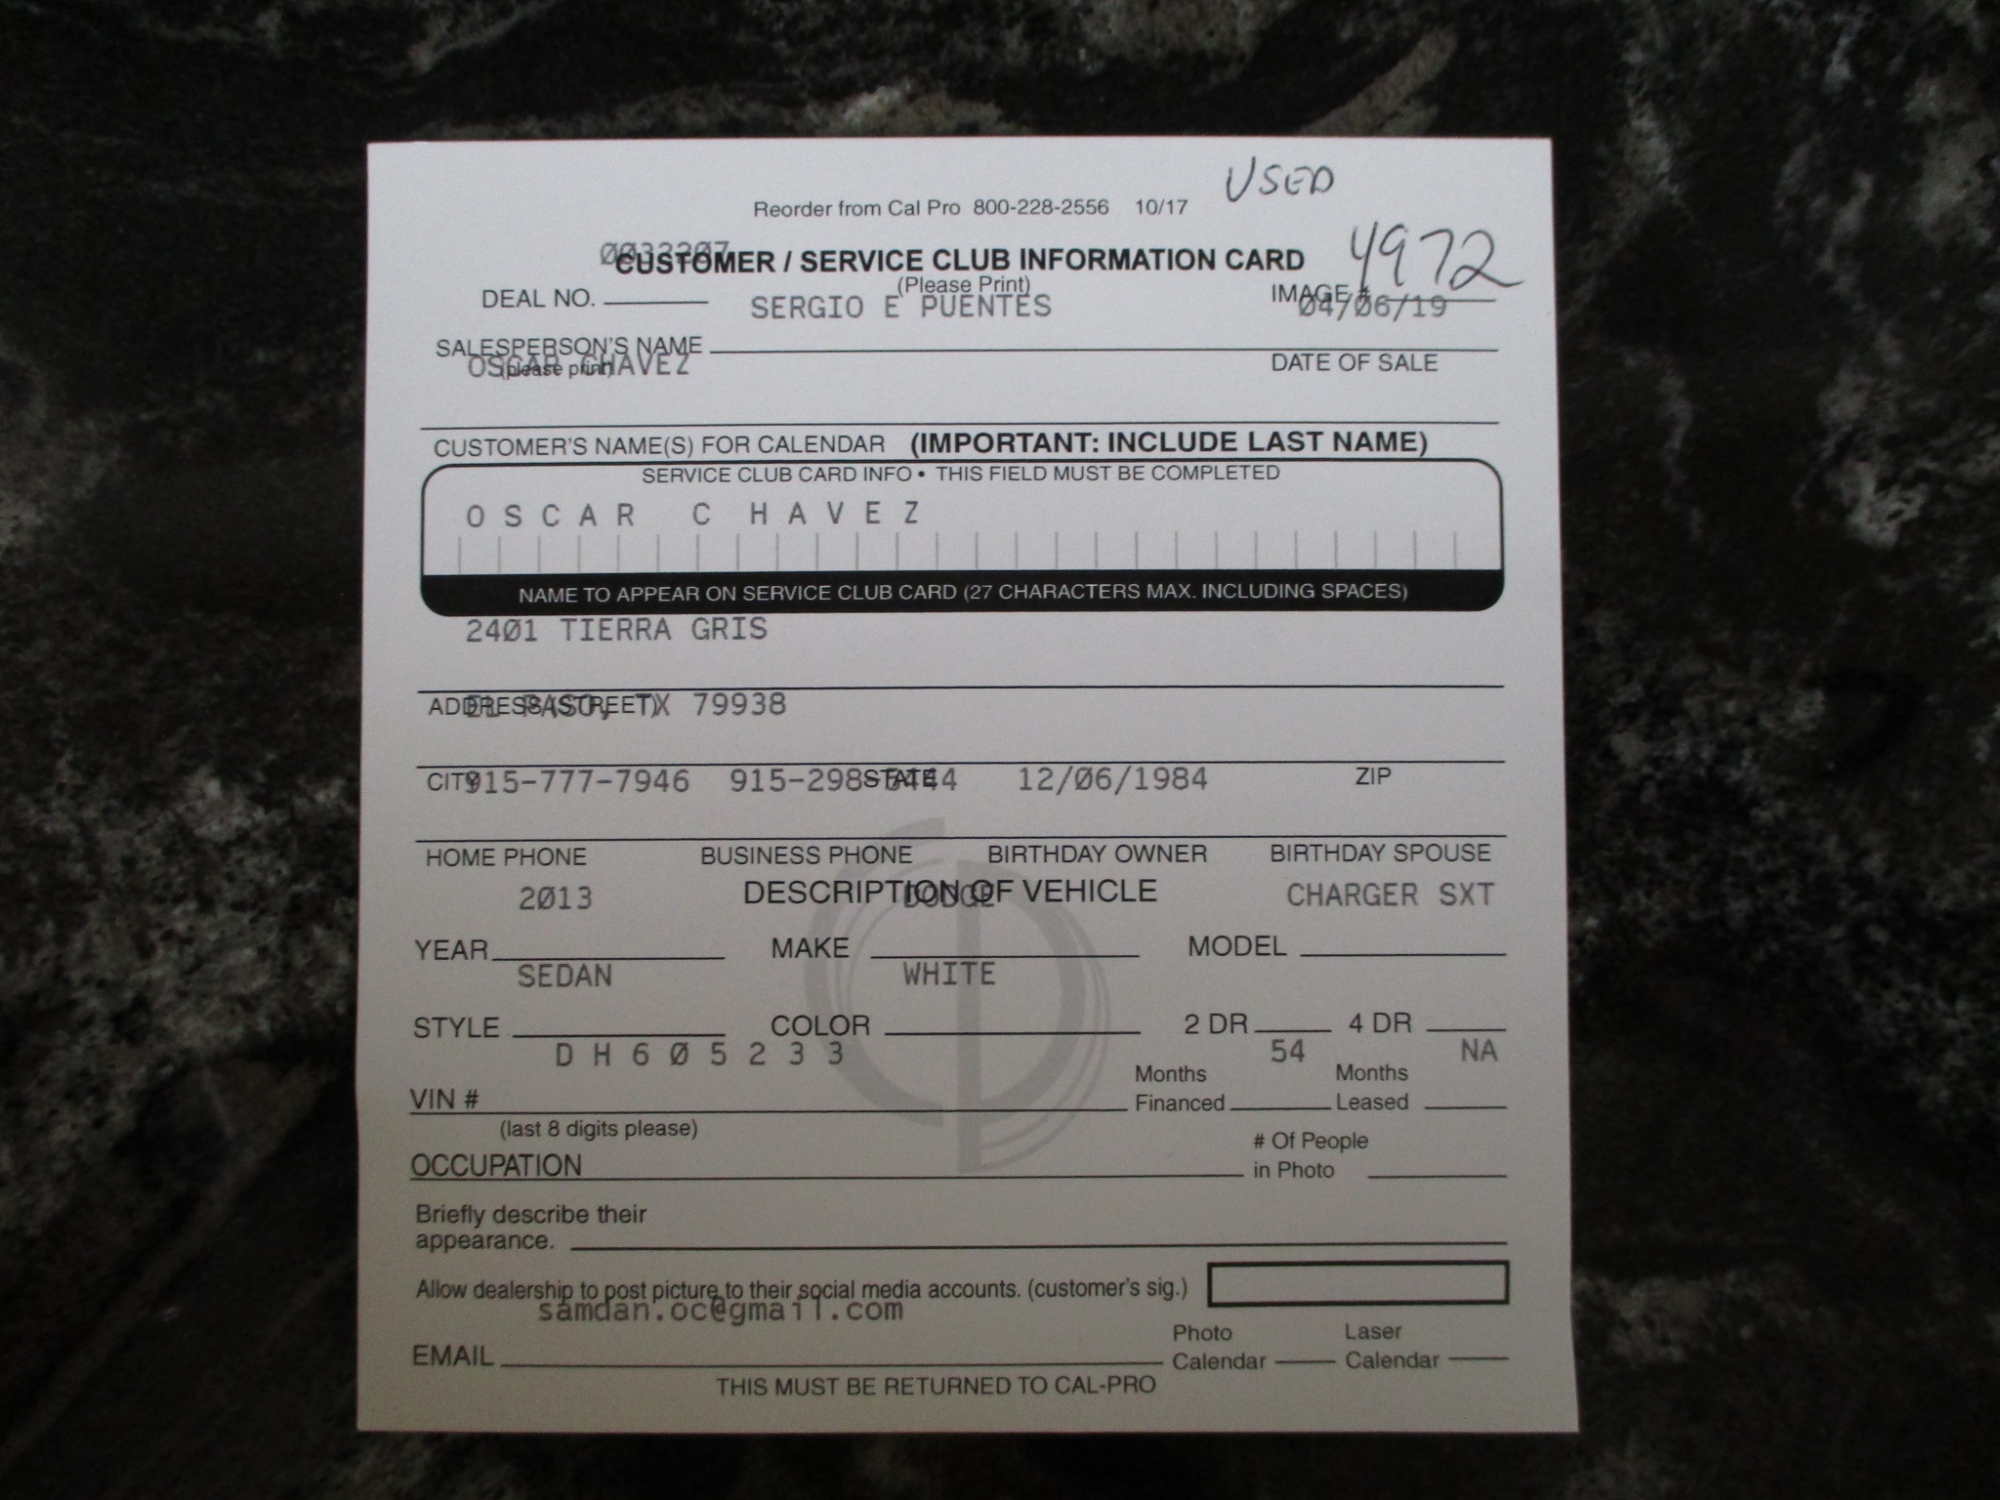 USED
Reorder from Cal Pro 800-228-2556 10/17
0033207
CUSTOMER / SERVICE CLUB INFORMATION CARD
4972
(Please Print)
DEAL NO.
SERGIO E PUENTES
IMAGE #
04/06/19
SALESPERSON'S NAME
(please print)
OSCAR CHAVEZ
DATE OF SALE
CUSTOMER'S NAME(S) FOR CALENDAR (IMPORTANT: INCLUDE LAST NAME)
SERVICE CLUB CARD INFO • THIS FIELD MUST BE COMPLETED
OSCAR CHAVEZ
NAME TO APPEAR ON SERVICE CLUB CARD (27 CHARACTERS MAX. INCLUDING SPACES)
2401 TIERRA GRIS
ADDRESS (STREET)
EL PASO, TX 79938
CITY STATE ZIP
915-777-7946 12/06/1984
HOME PHONE BUSINESS PHONE BIRTHDAY OWNER BIRTHDAY SPOUSE
DESCRIPTION OF VEHICLE
2013 DODGE CHARGER SXT
YEAR MAKE MODEL
SEDAN WHITE
STYLE COLOR 2 DR 4 DR
DH605233 54 NA
VIN # Months Financed Months Leased
(last 8 digits please)
OCCUPATION # Of People in Photo
Briefly describe their
appearance.
Allow dealership to post picture to their social media accounts. (customer's sig.)
samdan.oc@gmail.com
EMAIL Photo Calendar Laser Calendar
THIS MUST BE RETURNED TO CAL-PRO